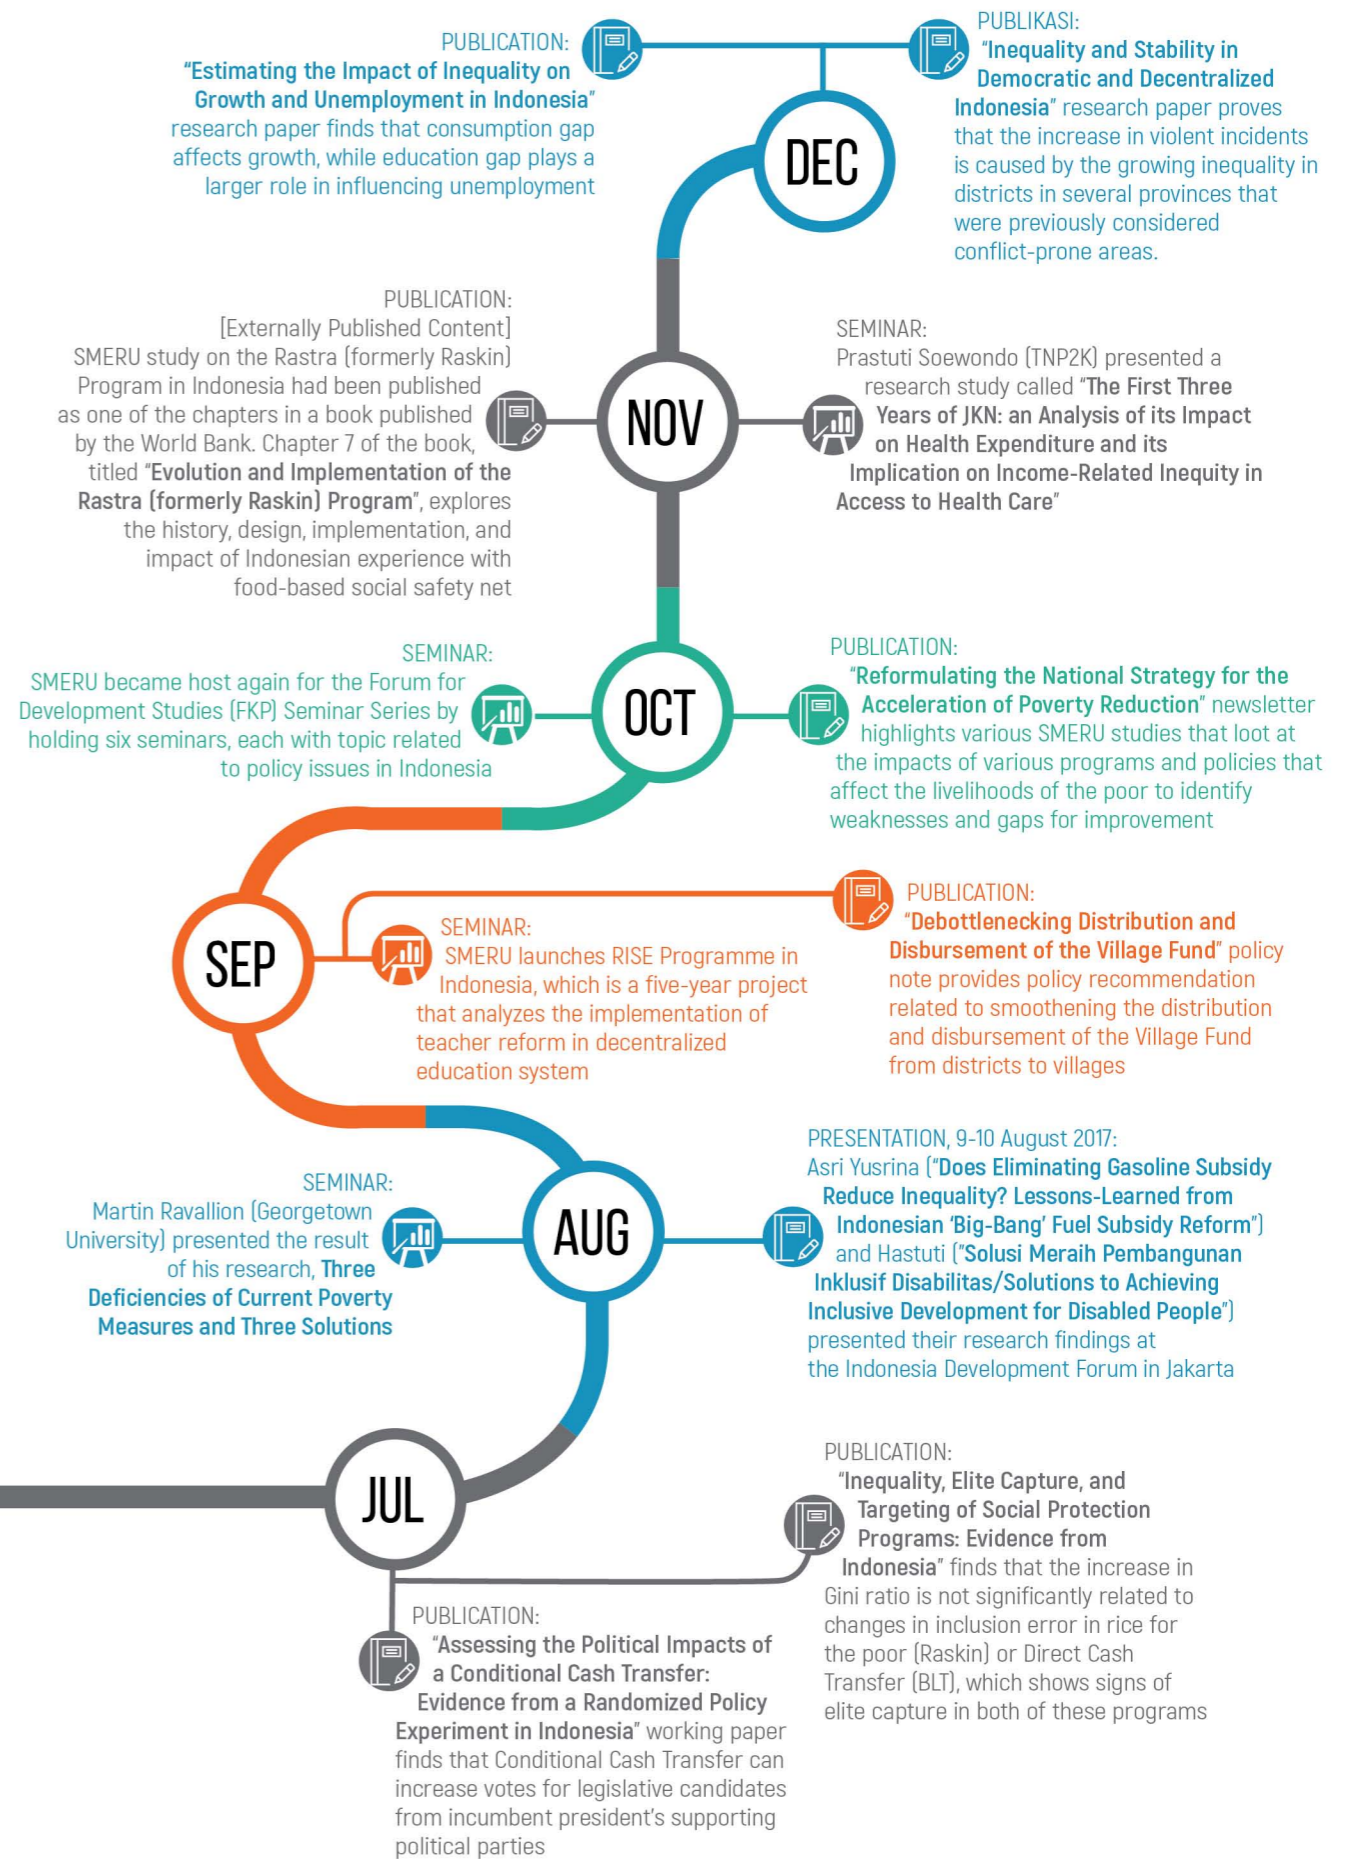 PUBLICATION:
“Estimating the Impact of Inequality on
Growth and Unemployment in Indonesia”
research paper finds that consumption gap
affects growth, while education gap plays a
larger role in influencing unemployment
PUBLIKASI:
“Inequality and Stability in
Democratic and Decentralized
Indonesia” research paper proves
that the increase in violent incidents
is caused by the growing inequality in
districts in several provinces that
were previously considered
conflict-prone areas.
DEC
PUBLICATION:
[Externally Published Content]
SMERU study on the Rastra (formerly Raskin)
Program in Indonesia had been published
as one of the chapters in a book published
by the World Bank. Chapter 7 of the book,
titled “Evolution and Implementation of the
Rastra (formerly Raskin) Program”, explores
the history, design, implementation, and
impact of Indonesian experience with
food-based social safety net
NOV
SEMINAR:
Prastuti Soewondo (TNP2K) presented a
research study called “The First Three
Years of JKN: an Analysis of its Impact
on Health Expenditure and its
Implication on Income-Related Inequity in
Access to Health Care”
SEMINAR:
SMERU became host again for the Forum for
Development Studies (FKP) Seminar Series by
holding six seminars, each with topic related
to policy issues in Indonesia
OCT
PUBLICATION:
“Reformulating the National Strategy for the
Acceleration of Poverty Reduction” newsletter
highlights various SMERU studies that loot at
the impacts of various programs and policies that
affect the livelihoods of the poor to identify
weaknesses and gaps for improvement
SEP
SEMINAR:
SMERU launches RISE Programme in
Indonesia, which is a five-year project
that analyzes the implementation of
teacher reform in decentralized
education system
PUBLICATION:
“Debottlenecking Distribution and
Disbursement of the Village Fund” policy
note provides policy recommendation
related to smoothening the distribution
and disbursement of the Village Fund
from districts to villages
SEMINAR:
Martin Ravallion (Georgetown
University) presented the result
of his research, Three
Deficiencies of Current Poverty
Measures and Three Solutions
AUG
PRESENTATION, 9-10 August 2017:
Asri Yusrina (“Does Eliminating Gasoline Subsidy
Reduce Inequality? Lessons-Learned from
Indonesian ‘Big-Bang’ Fuel Subsidy Reform”)
and Hastuti (”Solusi Meraih Pembangunan
Inklusif Disabilitas/Solutions to Achieving
Inclusive Development for Disabled People”)
presented their research findings at
the Indonesia Development Forum in Jakarta
JUL
PUBLICATION:
“Inequality, Elite Capture, and
Targeting of Social Protection
Programs: Evidence from
Indonesia” finds that the increase in
Gini ratio is not significantly related to
changes in inclusion error in rice for
the poor (Raskin) or Direct Cash
Transfer (BLT), which shows signs of
elite capture in both of these programs
PUBLICATION:
“Assessing the Political Impacts of
a Conditional Cash Transfer:
Evidence from a Randomized Policy
Experiment in Indonesia” working paper
finds that Conditional Cash Transfer can
increase votes for legislative candidates
from incumbent president’s supporting
political parties